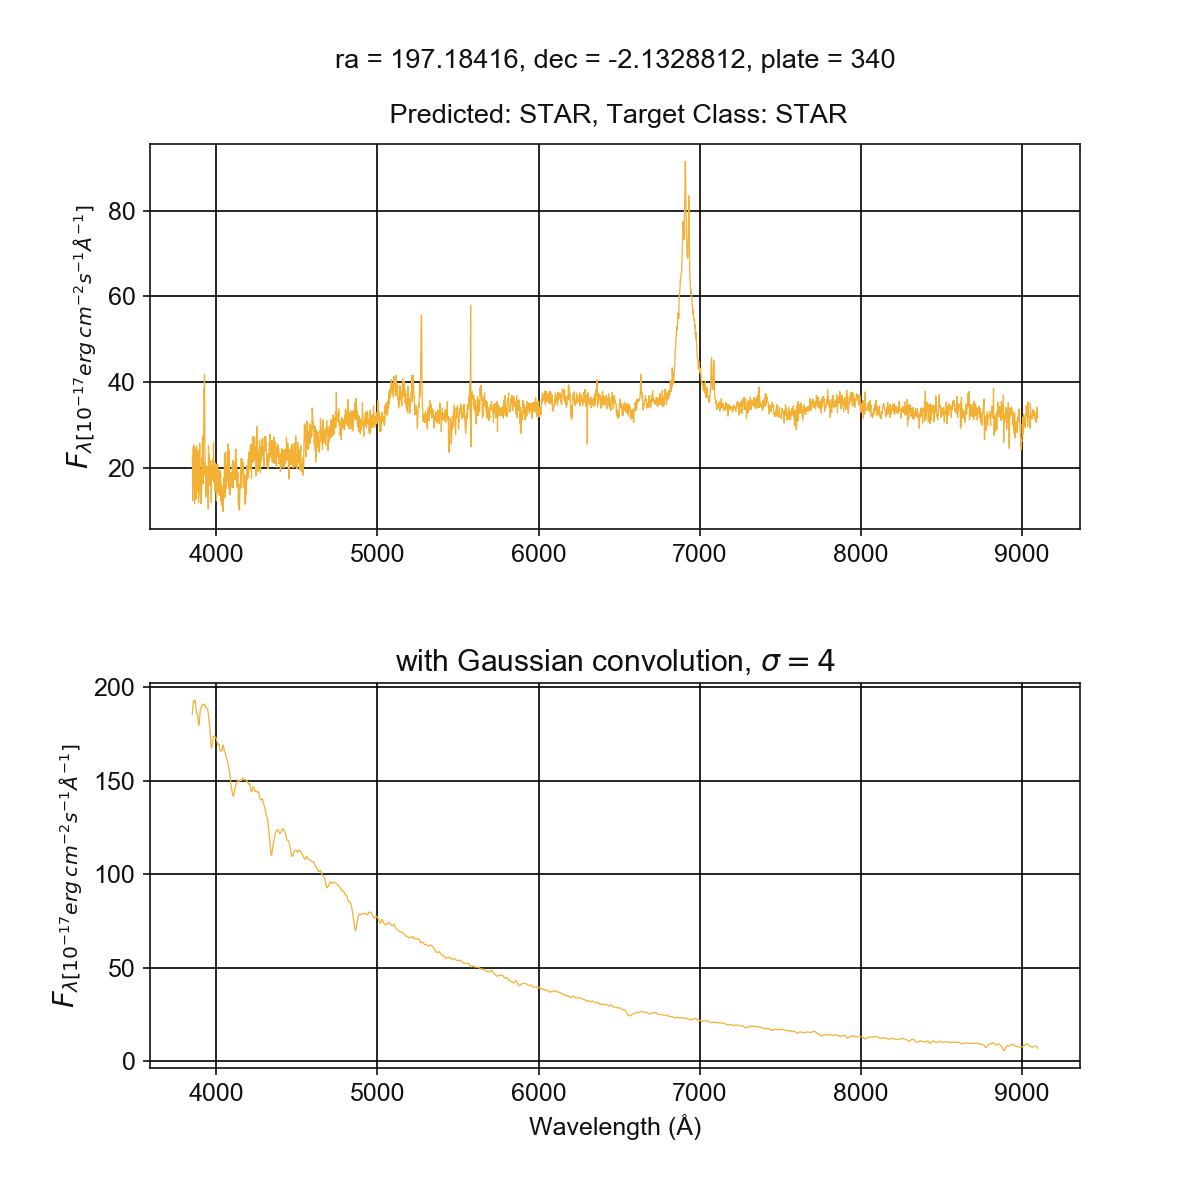 ra = 197.18416, dec = -2.1328812, plate = 340
Predicted: STAR, Target Class: STAR
F_λ[10^−17 erg cm^−2 s^−1 Å^−1]
80
60
40
20
4000 5000 6000 7000 8000 9000
with Gaussian convolution, σ = 4
F_λ[10^−17 erg cm^−2 s^−1 Å^−1]
200
150
100
50
0
4000 5000 6000 7000 8000 9000
Wavelength (Å)